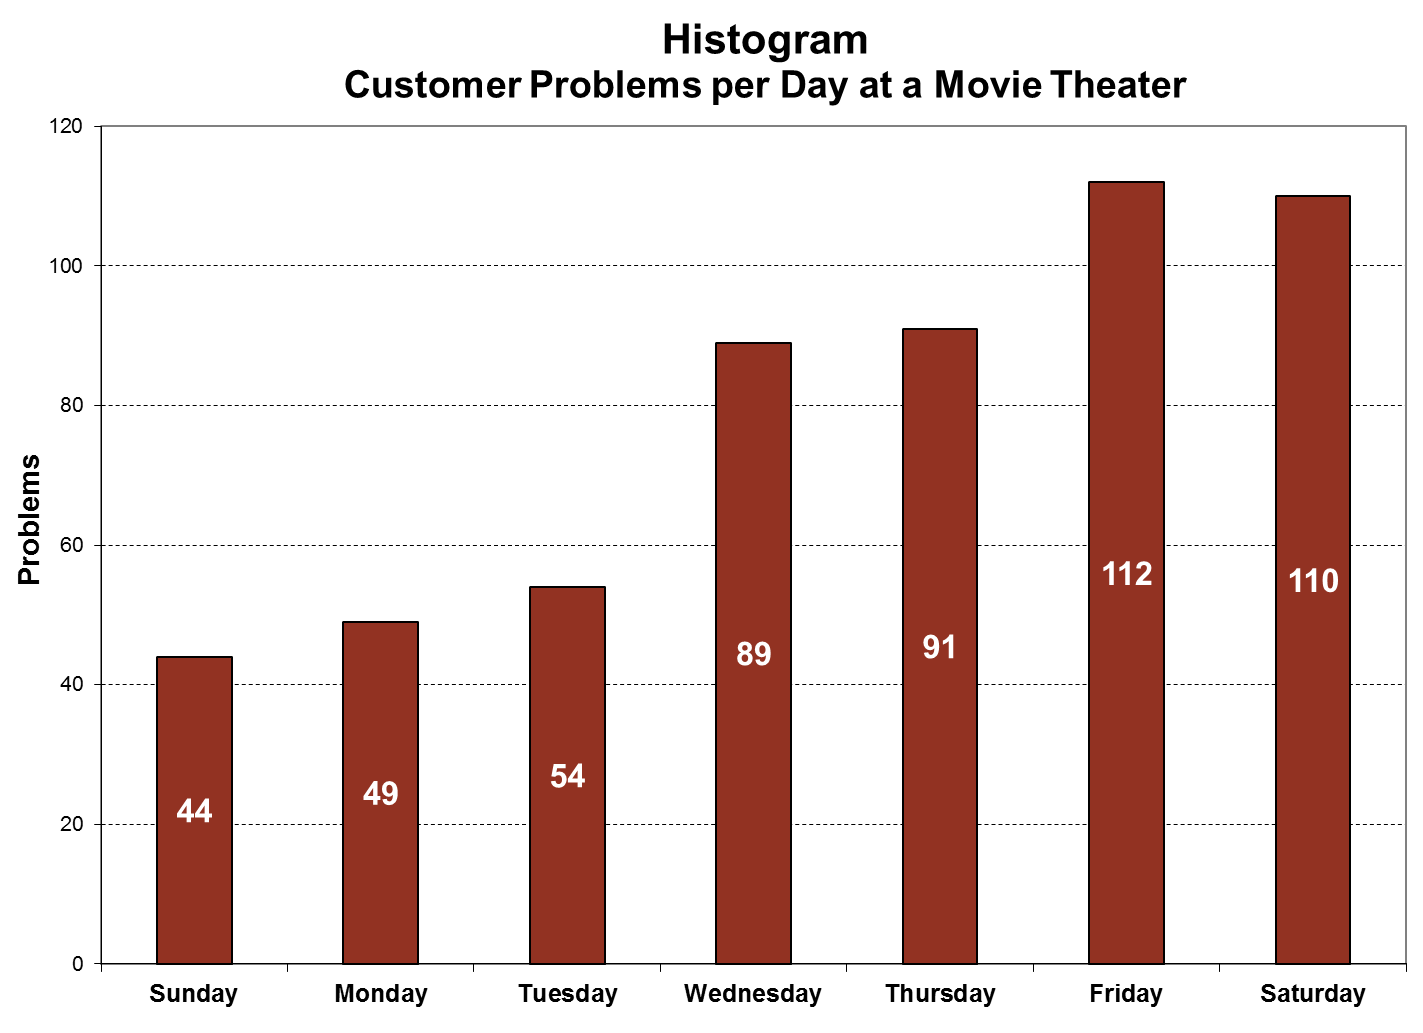 Histogram
Customer Problems per Day at a Movie Theater
120
100
80
60
40
20
0
Problems
44
49
54
89
91
112
110
Sunday
Monday
Tuesday
Wednesday
Thursday
Friday
Saturday